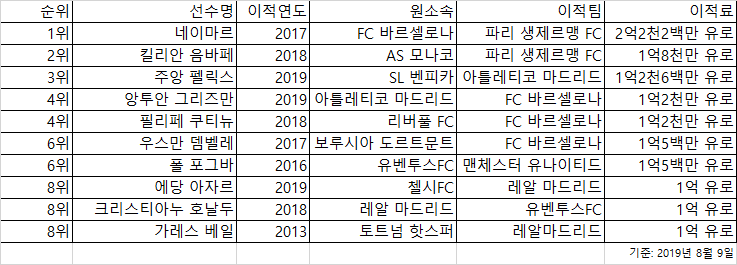 순위 선수명 이적연도 원소속 이적팀 이적료
1위 네이마르 2017 FC 바르셀로나 파리 생제르맹 FC 2억2천2백만 유로
2위 킬리안 음바페 2018 AS 모나코 파리 생제르맹 FC 1억8천만 유로
3위 주앙 펠릭스 2019 SL 벤피카 아틀레티코 마드리드 1억2천6백만 유로
4위 앙투안 그리즈만 2019 아틀레티코 마드리드 FC 바르셀로나 1억2천만 유로
4위 필리페 쿠티뉴 2018 리버풀 FC FC 바르셀로나 1억2천만 유로
6위 우스만 뎀벨레 2017 보루시아 도르트문트 FC 바르셀로나 1억5백만 유로
6위 폴 포그바 2016 유벤투스FC 맨체스터 유나이티드 1억5백만 유로
8위 에당 아자르 2019 첼시FC 레알 마드리드 1억 유로
8위 크리스티아누 호날두 2018 레알 마드리드 유벤투스FC 1억 유로
8위 가레스 베일 2013 토트넘 핫스퍼 레알마드리드 1억 유로
기준: 2019년 8월 9일